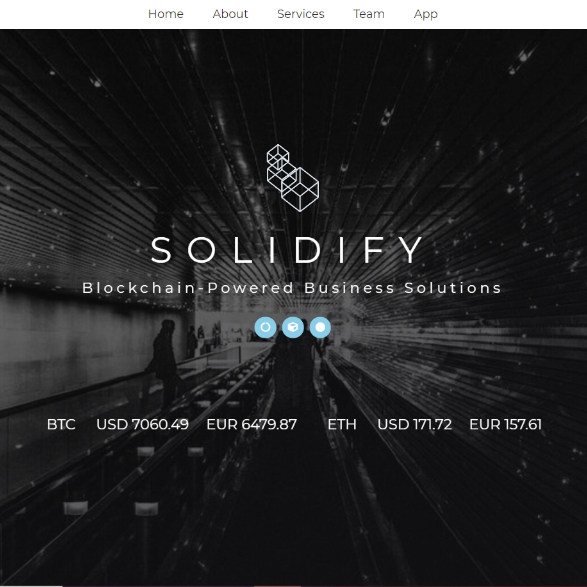 Home About Services Team App
SOLIDIFY
Blockchain-Powered Business Solutions
BTC USD 7060.49 EUR 6479.87 ETH USD 171.72 EUR 157.61